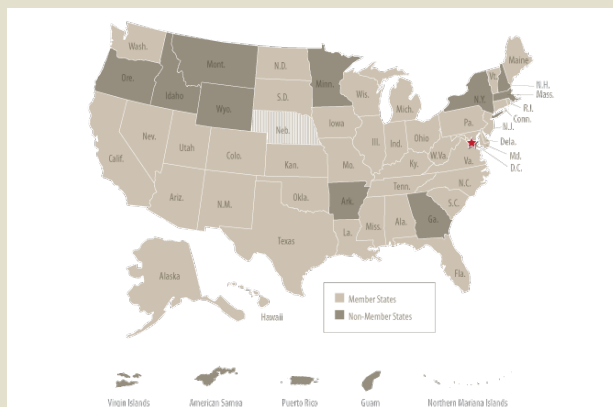 Wash.
Ore.
Mont.
Idaho
Wyo.
N.D.
S.D.
Neb.
Minn.
Wis.
Mich.
Iowa
Nev.
Utah
Colo.
Kan.
Mo.
Ill.
Ind.
Ohio
Ky.
W.Va.
Va.
Pa.
N.Y.
Vt.
Maine
N.H.
Mass.
R.I.
Conn.
N.J.
Dela.
Md.
D.C.
Calif.
Ariz.
N.M.
Okla.
Texas
Ark.
La.
Miss.
Ala.
Tenn.
Ga.
N.C.
S.C.
Fla.
Alaska
Hawaii
Member States
Non-Member States
Virgin Islands
American Samoa
Puerto Rico
Guam
Northern Mariana Islands